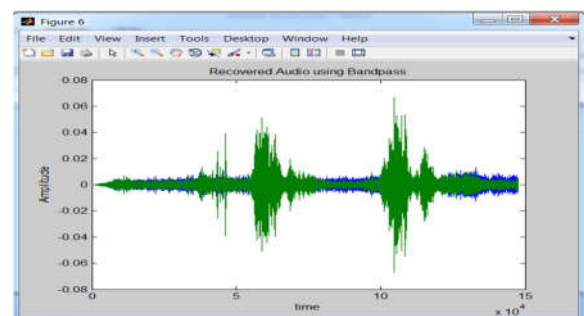 Figure 6
File Edit View Insert Tools Desktop Window Help
Recovered Audio using Bandpass
0.08
0.06
0.04
0.02
0
-0.02
-0.04
-0.06
-0.08
Amplitude
0 5 10 15
time
x 10^4